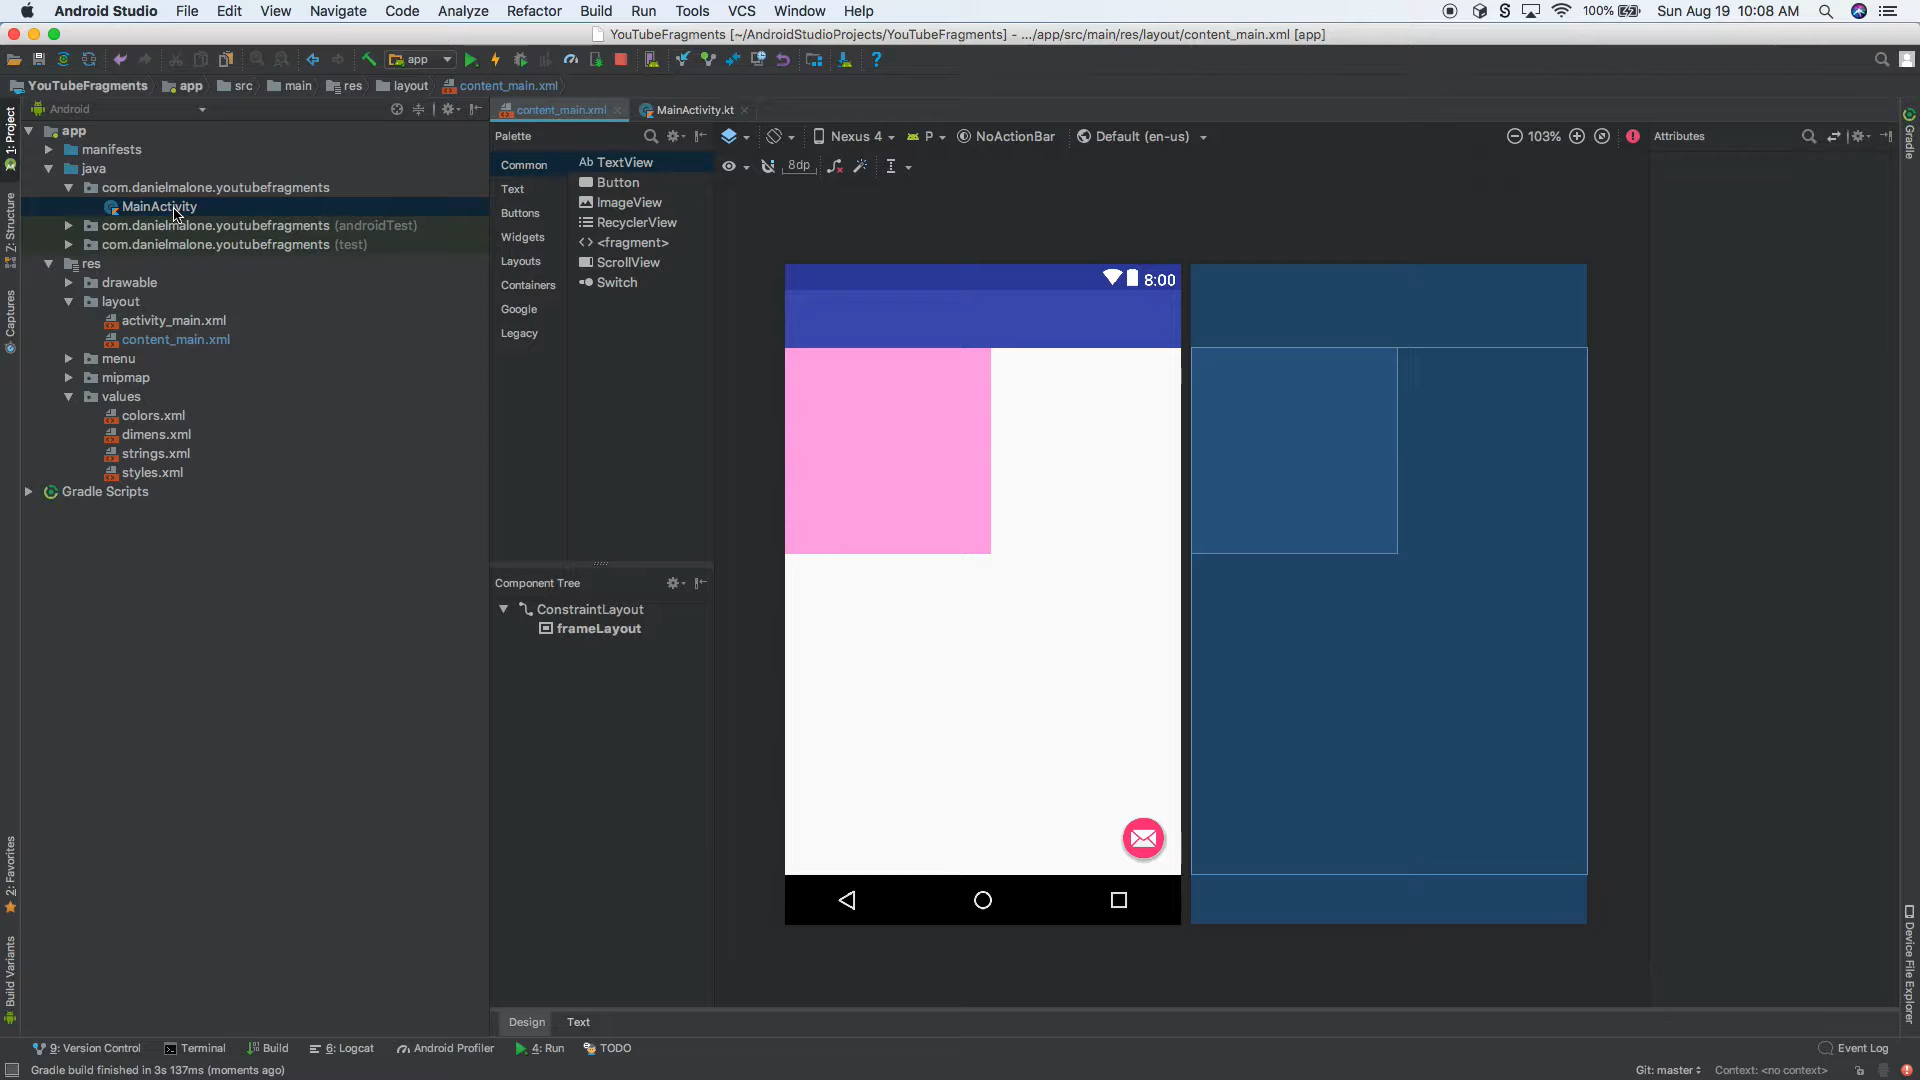 Android Studio File Edit View Navigate Code Analyze Refactor Build Run Tools VCS Window Help 100% Sun Aug 19 10:08 AM
YouTubeFragments [~/AndroidStudioProjects/YouTubeFragments] - .../app/src/main/res/layout/content_main.xml [app]
app
YouTubeFragments app src main res layout content_main.xml
1: Project
Z: Structure
Captures
2: Favorites
Build Variants
Android
app
manifests
java
com.danielmalone.youtubefragments
MainActivity
com.danielmalone.youtubefragments (androidTest)
com.danielmalone.youtubefragments (test)
res
drawable
layout
activity_main.xml
content_main.xml
menu
mipmap
values
colors.xml
dimens.xml
strings.xml
styles.xml
Gradle Scripts
content_main.xml MainActivity.kt
Palette
Common
Text
Buttons
Widgets
Layouts
Containers
Google
Legacy
Ab TextView
Button
ImageView
RecyclerView
<> <fragment>
ScrollView
Switch
Component Tree
ConstraintLayout
frameLayout
Nexus 4 P NoActionBar Default (en-us) 103%
8dp
8:00
Attributes
Gradle
Device File Explorer
Design Text
9: Version Control Terminal Build 6: Logcat Android Profiler 4: Run TODO Event Log
Gradle build finished in 3s 137ms (moments ago) Git: master Context: <no context>